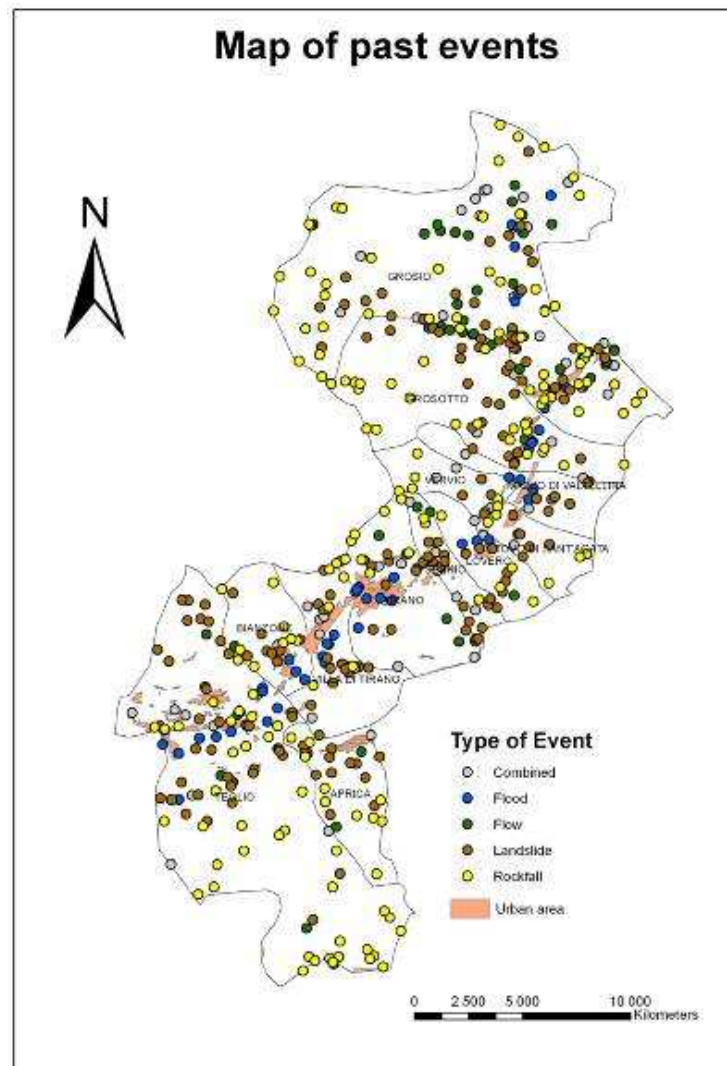 Map of past events
N
GROSIO
GROSOTTO
VERVIO
LOVERO
BIANZONE
VILLA DI TIRANO
TEGLIO
APRICA
Type of Event
Combined
Flood
Flow
Landslide
Rockfall
Urban area
0 2 500 5 000 10 000
Kilometers